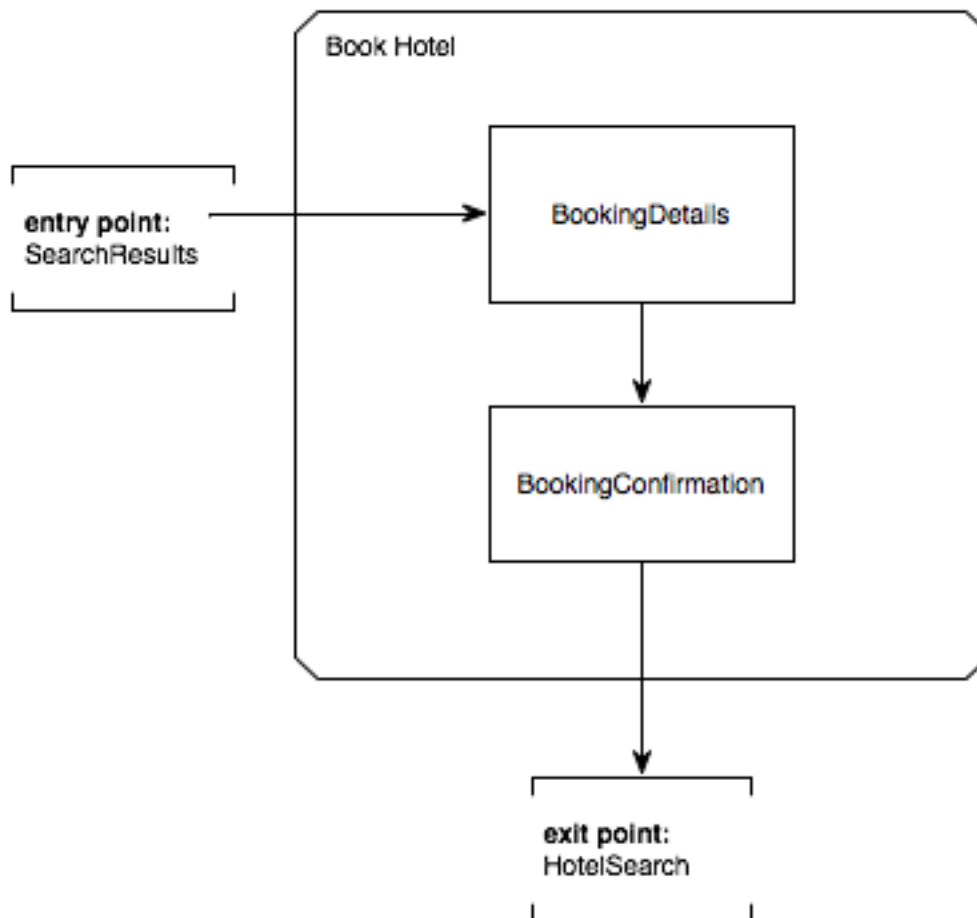 Book Hotel
BookingDetails
entry point:
SearchResults
BookingConfirmation
exit point:
HotelSearch